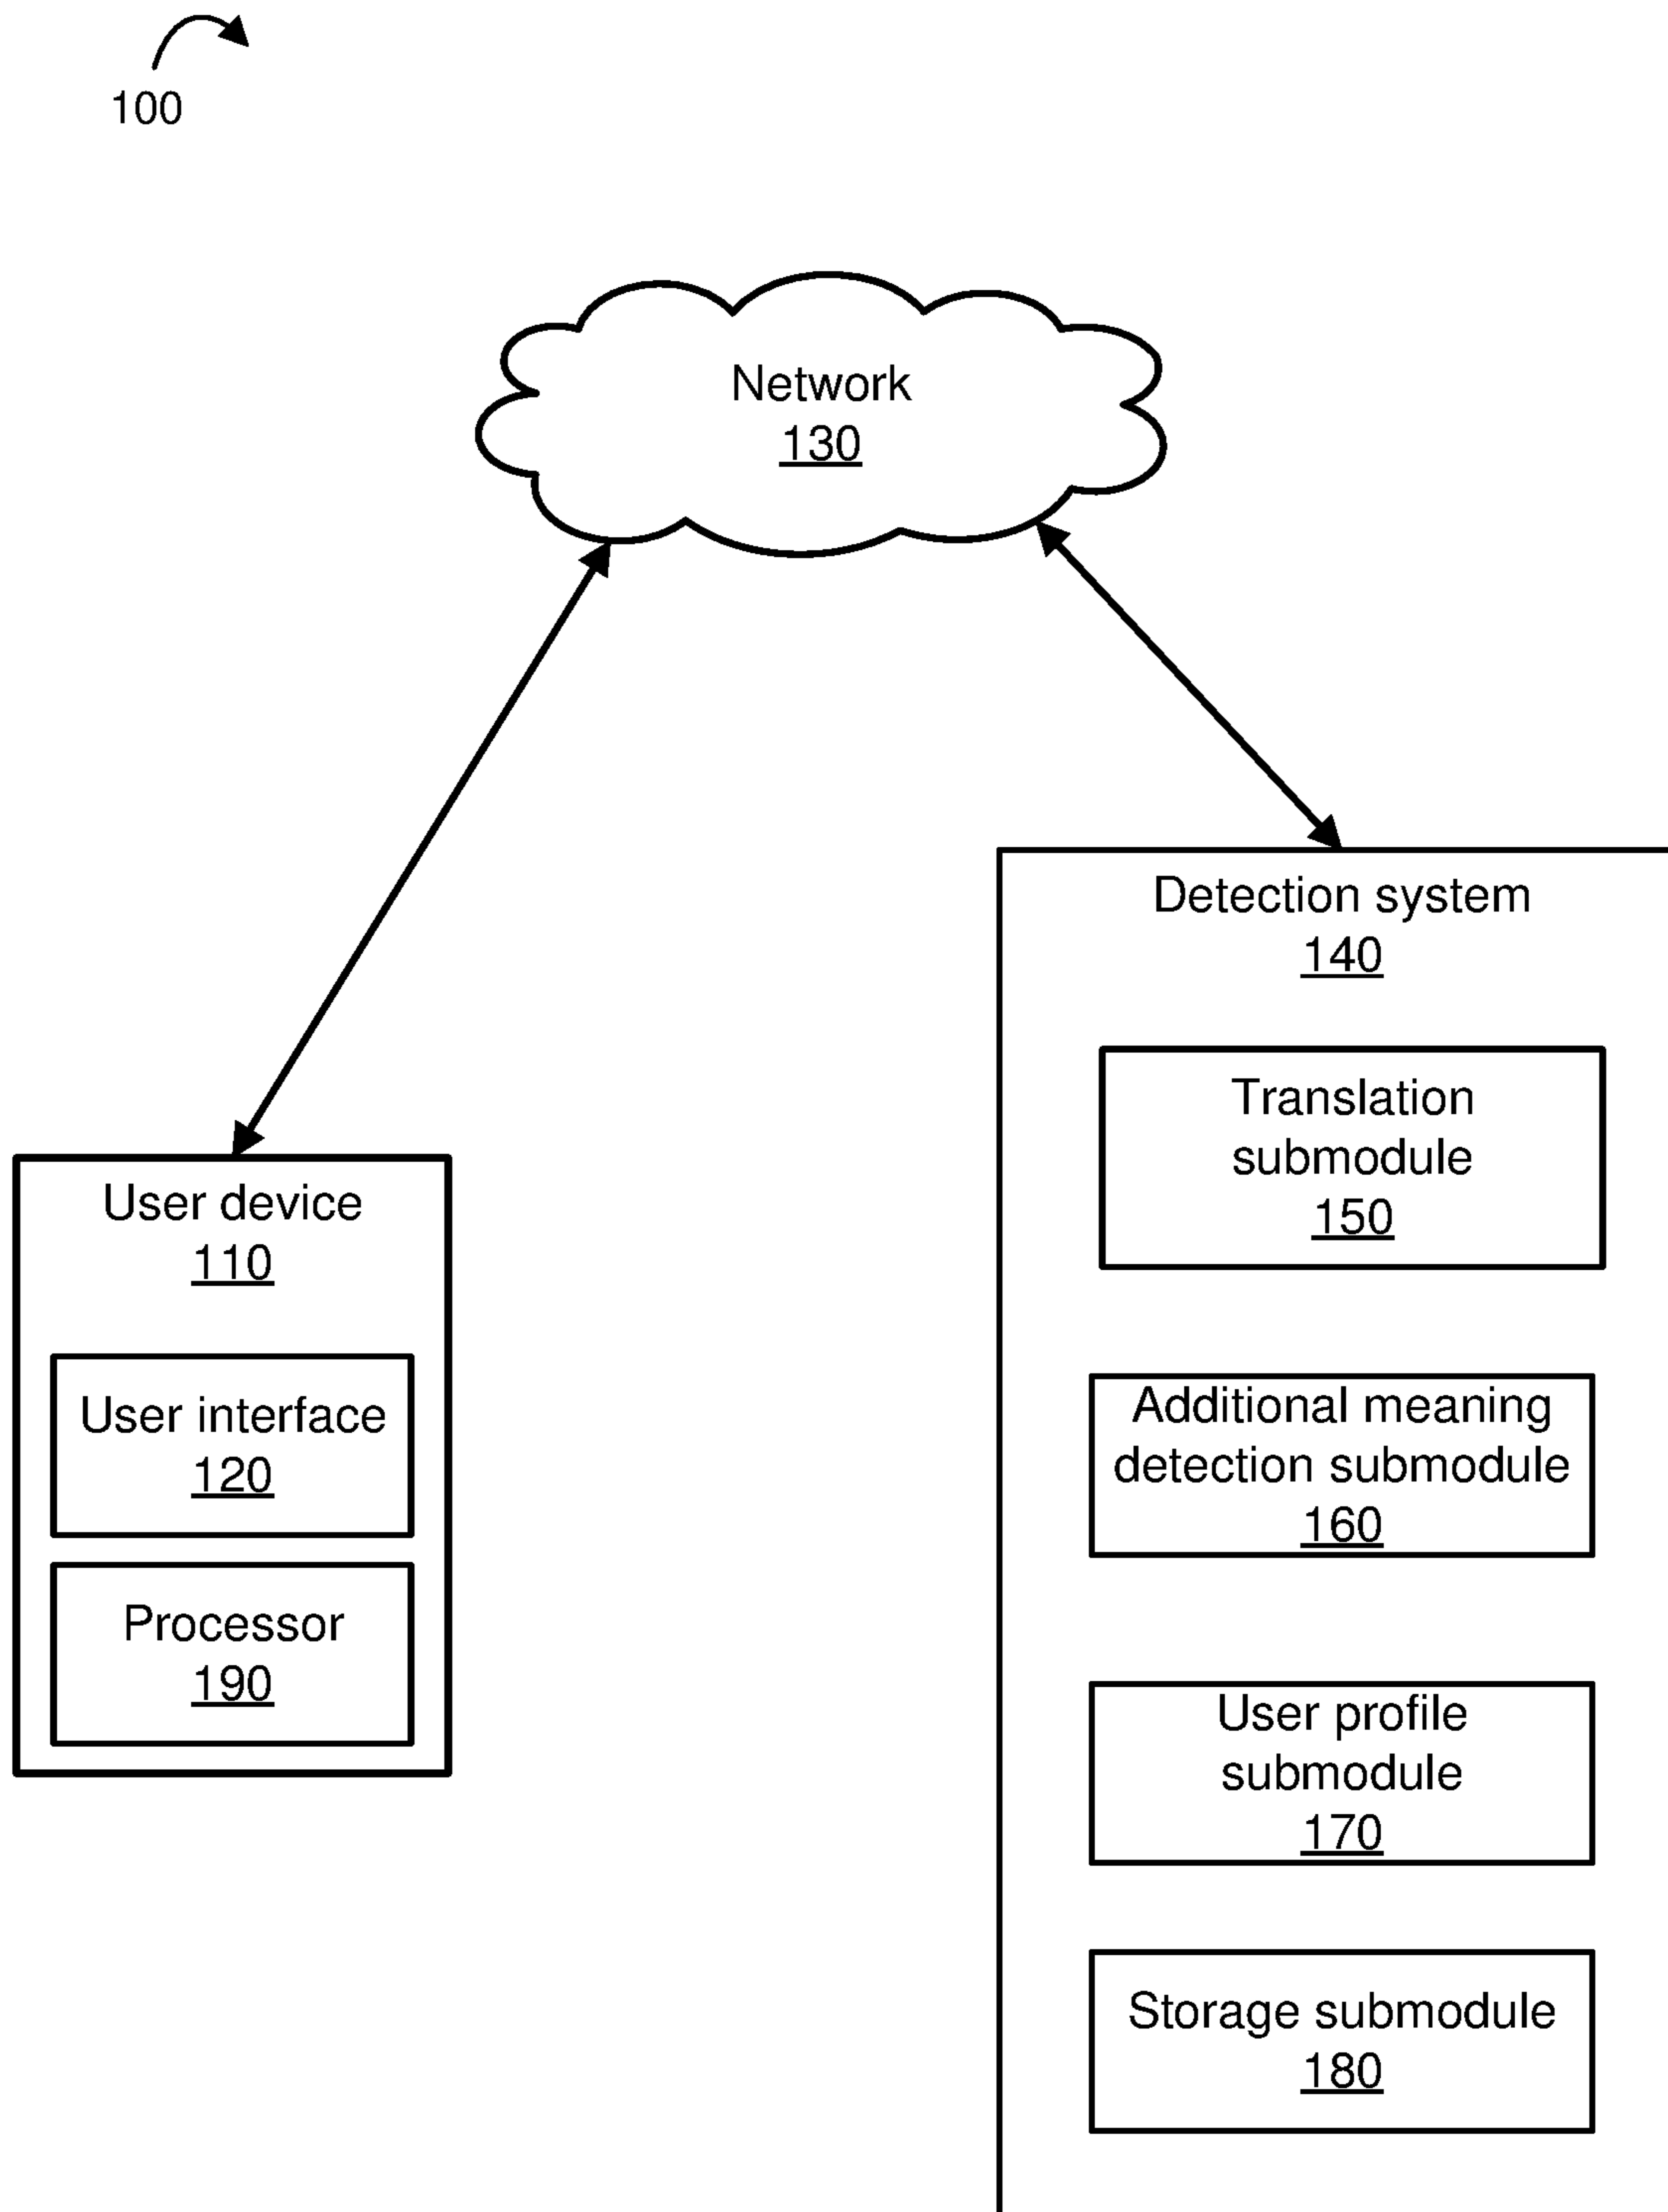 100
Network
130
Detection system
140
Translation
submodule
150
User device
110
User interface
120
Processor
190
Additional meaning
detection submodule
160
User profile
submodule
170
Storage submodule
180